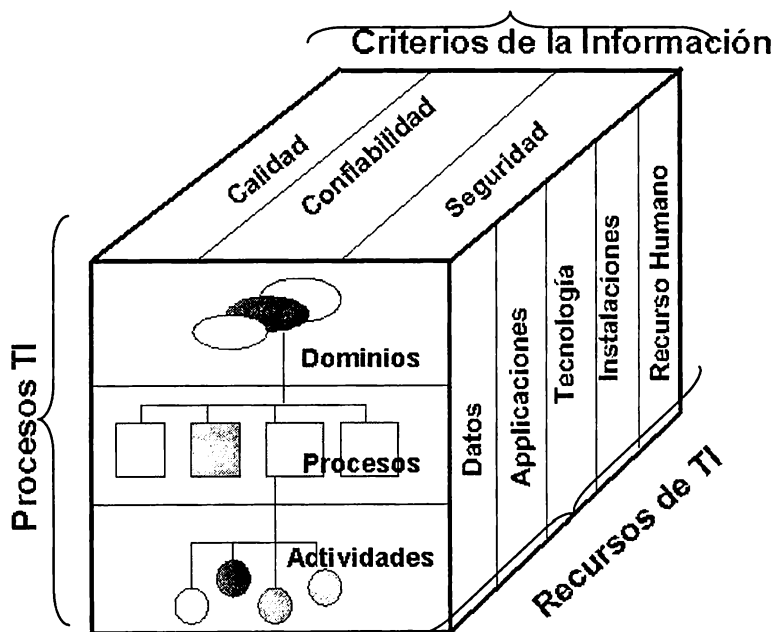 Criterios de la Información
Calidad
Confiabilidad
Seguridad
Procesos TI
Dominios
Procesos
Actividades
Datos
Applicaciones
Tecnología
Instalaciones
Recurso Humano
Recursos de TI